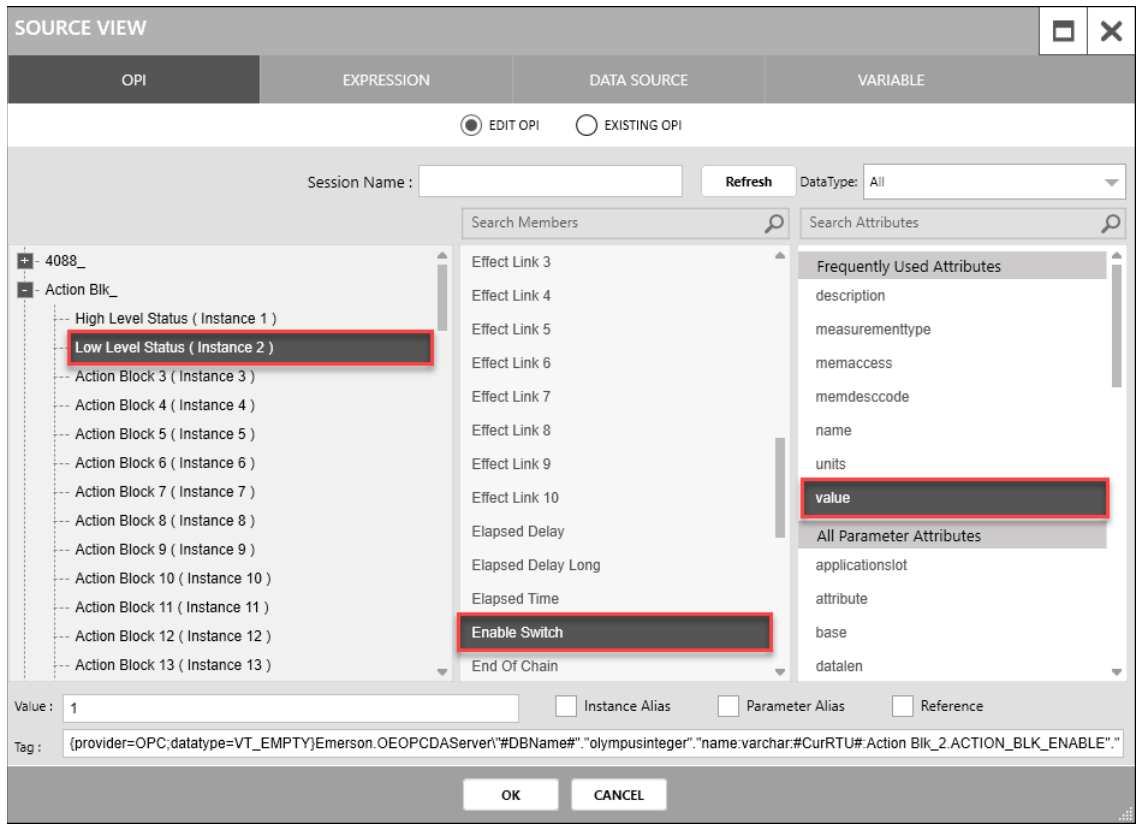 SOURCE VIEW
OPI EXPRESSION DATA SOURCE VARIABLE
EDIT OPI EXISTING OPI
Session Name : Refresh DataType: All
Search Members Search Attributes
4088_
Action Blk_
High Level Status ( Instance 1 )
Low Level Status ( Instance 2 )
Action Block 3 ( Instance 3 )
Action Block 4 ( Instance 4 )
Action Block 5 ( Instance 5 )
Action Block 6 ( Instance 6 )
Action Block 7 ( Instance 7 )
Action Block 8 ( Instance 8 )
Action Block 9 ( Instance 9 )
Action Block 10 ( Instance 10 )
Action Block 11 ( Instance 11 )
Action Block 12 ( Instance 12 )
Action Block 13 ( Instance 13 )
Effect Link 3
Effect Link 4
Effect Link 5
Effect Link 6
Effect Link 7
Effect Link 8
Effect Link 9
Effect Link 10
Elapsed Delay
Elapsed Delay Long
Elapsed Time
Enable Switch
End Of Chain
Frequently Used Attributes
description
measurementtype
memaccess
memdesccode
name
units
value
All Parameter Attributes
applicationslot
attribute
base
datalen
Value : 1 Instance Alias Parameter Alias Reference
Tag : {provider=OPC;datatype=VT_EMPTY}Emerson.OEOPCDAServer\"#DBName#"."olympusinteger"."name:varchar:#CurRTU#:Action Blk_2.ACTION_BLK_ENABLE"."
OK CANCEL